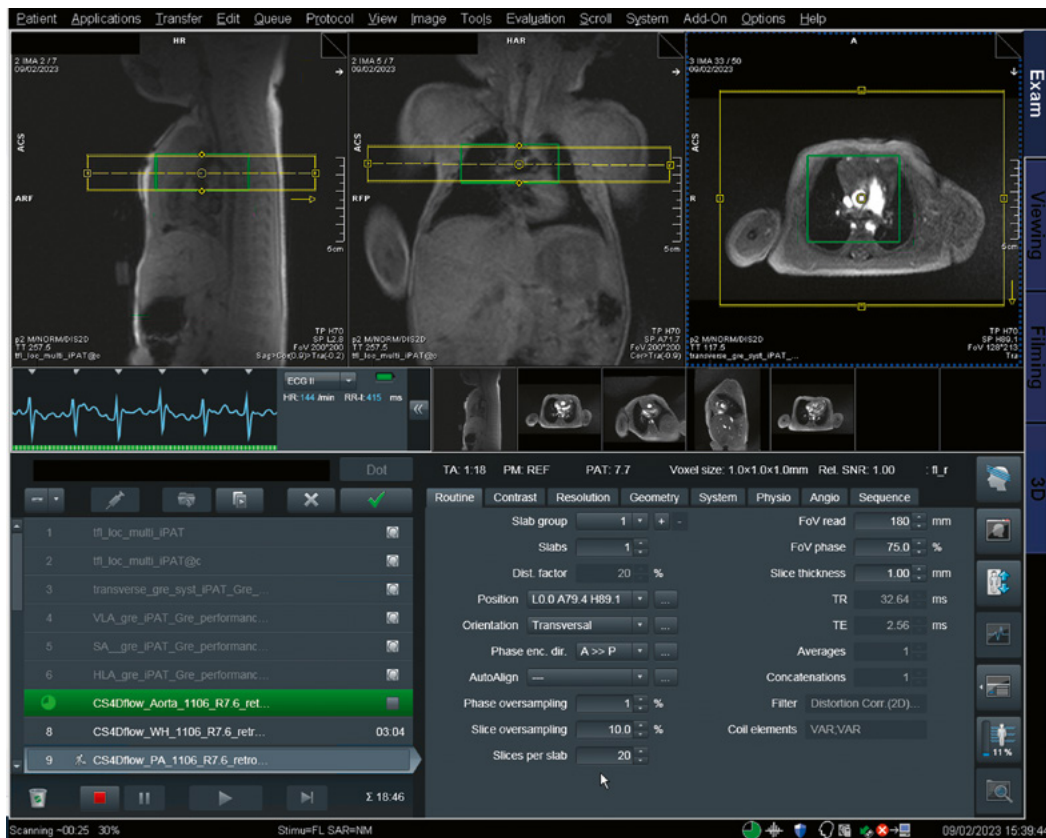 Patient Applications Transfer Edit Queue Protocol View Image Tools Evaluation Scroll System Add-On Options Help
HR
2 IMA 2 / 7
09/02/2023
ACS
ARF
5cm
p2 M/NORM/DIS2D
TT 257.5
tfl_loc_multi_iPAT@c
TP H70
SP L2.8
FoV 200*200
Sag>Cor(0.9)>Tra(-0.2)
HAR
2 IMA 5 / 7
09/02/2023
ACS
RFP
5cm
p2 M/NORM/DIS2D
TT 257.5
tfl_loc_multi_iPAT@c
TP H70
SP A71.7
FoV 200*200
Cor>Tra(-0.9)
A
3 IMA 33 / 50
09/02/2023
R
5cm
p2 M/NORM/DIS2D
TT 117.5
transverse_gre_syst_iPAT_...
TP H70
SP H89.1
FoV 128*213
Tra
Exam
Viewing
Filming
3D
ECG II
HR:144 /min RR-I:415 ms
Dot
TA: 1:18 PM: REF PAT: 7.7 Voxel size: 1.0×1.0×1.0mm Rel. SNR: 1.00 : fl_r
Routine Contrast Resolution Geometry System Physio Angio Sequence
1 tfl_loc_multi_iPAT
2 tfl_loc_multi_iPAT@c
3 transverse_gre_syst_iPAT_Gre_...
4 VLA_gre_iPAT_Gre_performanc...
5 SA__gre_iPAT_Gre_performanc...
6 HLA_gre_iPAT_Gre_performanc...
CS4Dflow_Aorta_1106_R7.6_ret...
8 CS4Dflow_WH_1106_R7.6_retr... 03:04
9 CS4Dflow_PA_1106_R7.6_retro...
Σ 18:46
Slab group 1 + -
Slabs 1
Dist. factor 20 %
Position L0.0 A79.4 H89.1 ...
Orientation Transversal ...
Phase enc. dir. A >> P ...
AutoAlign --- ...
Phase oversampling 1 %
Slice oversampling 10.0 %
Slices per slab 20
FoV read 180 mm
FoV phase 75.0 %
Slice thickness 1.00 mm
TR 32.64 ms
TE 2.56 ms
Averages 1
Concatenations 1
Filter Distortion Corr.(2D)...
Coil elements VAR;VAR
11%
Scanning ~00:25 30% Stimu=FL SAR=NM 09/02/2023 15:39:44